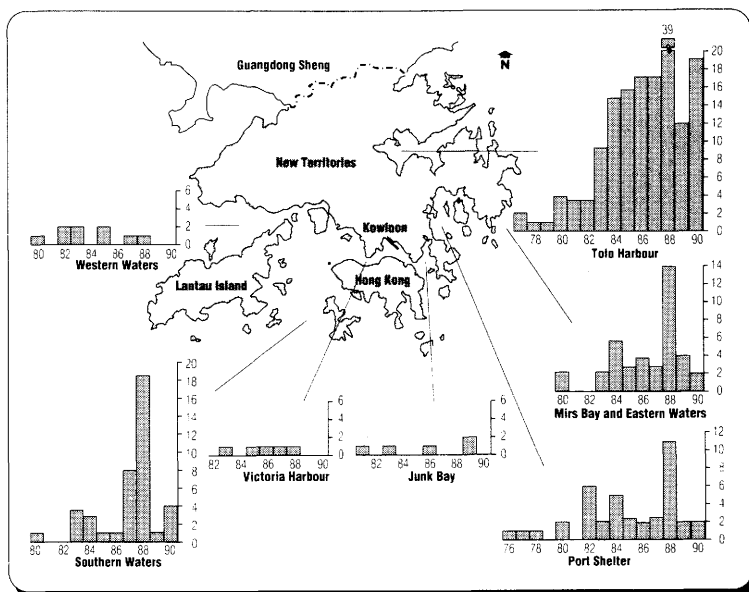 39
Guangdong Sheng
N
20
18
16
14
12
10
8
6
4
2
0
78 80 82 84 86 88 90
Tolo Harbour
New Territories
Kowloon
Hong Kong
Lantau Island
6
4
2
0
80 82 84 86 88 90
Western Waters
14
12
10
8
6
4
2
0
80 82 84 86 88 90
Mirs Bay and Eastern Waters
20
18
16
14
12
10
8
6
4
2
0
80 82 84 86 88 90
Southern Waters
6
4
2
0
82 84 86 88 90
Victoria Harbour
6
4
2
0
82 84 86 88 90
Junk Bay
12
10
8
6
4
2
0
76 78 80 82 84 86 88 90
Port Shelter